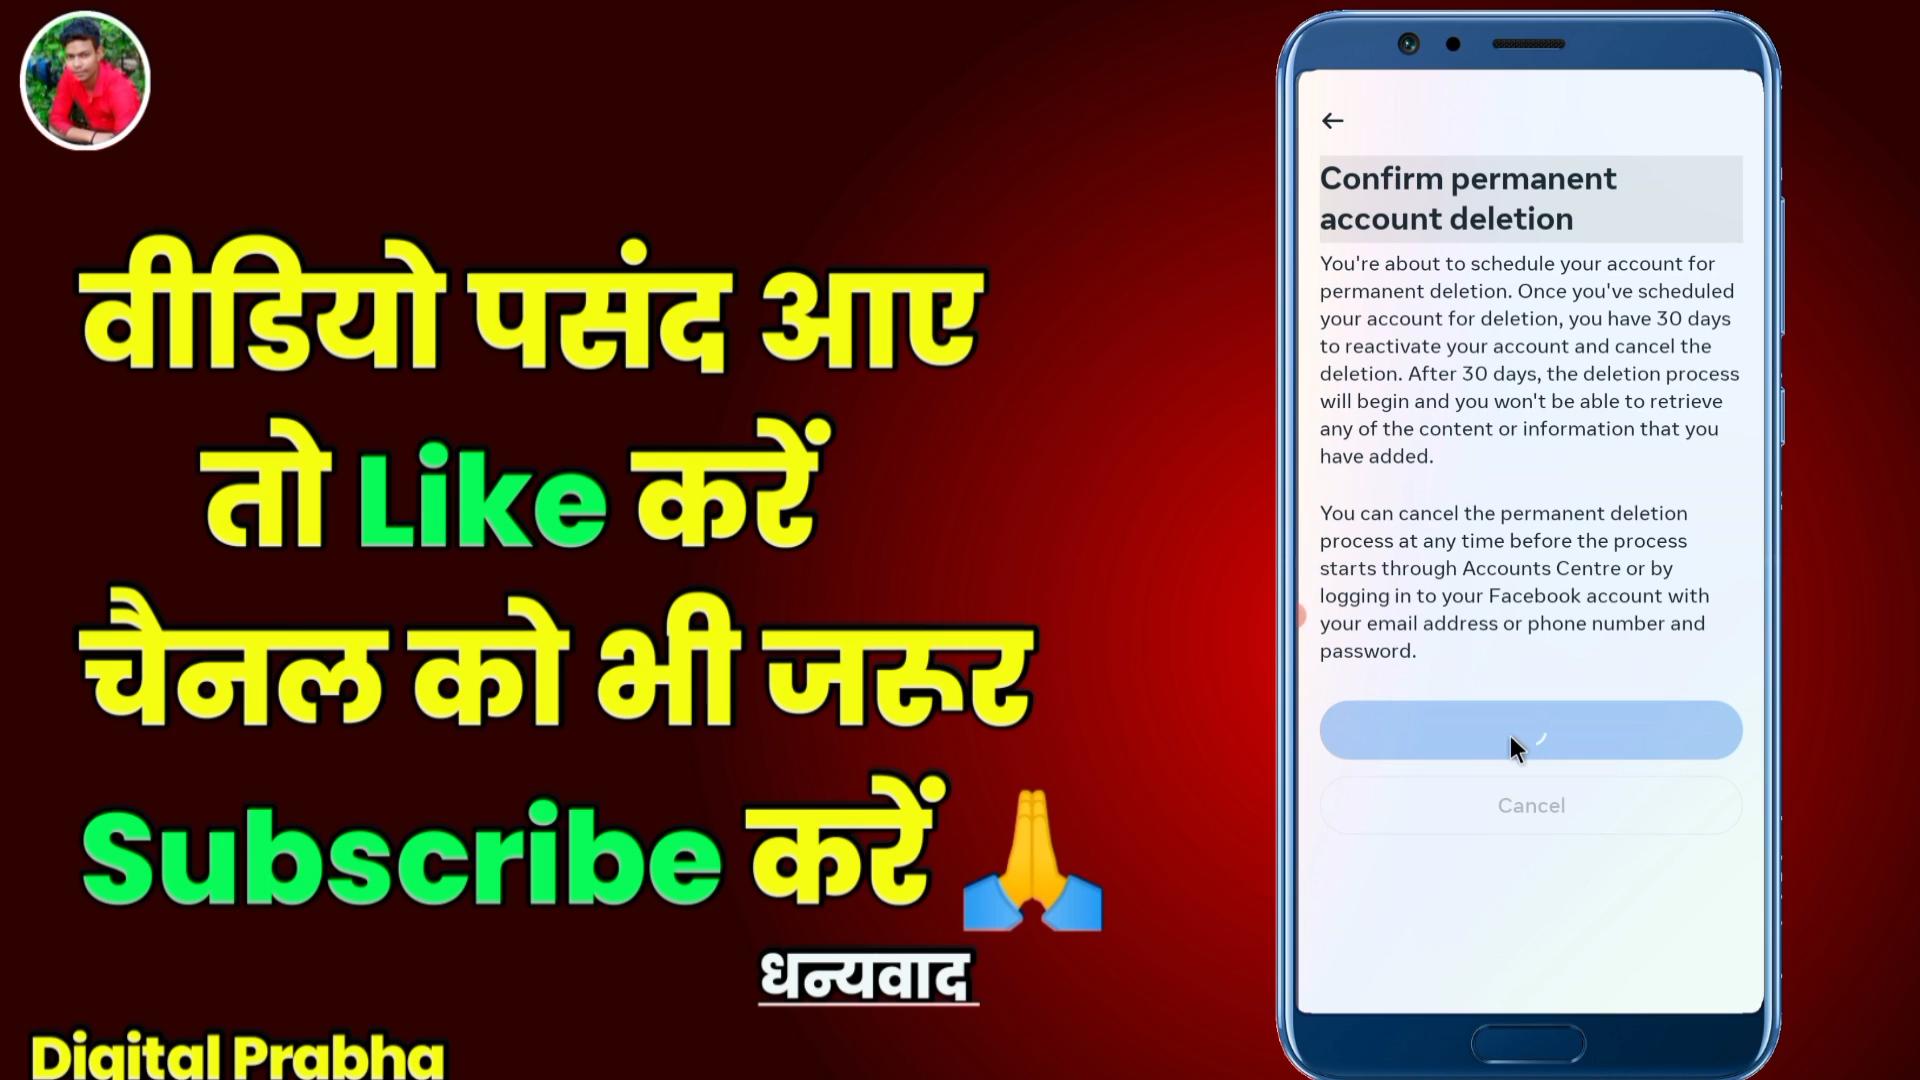 वीडियो पसंद आए
तो Like करें
चैनल को भी जरूर
Subscribe करें 🙏
धन्यवाद
Digital Prabha
Confirm permanent
account deletion
You're about to schedule your account for
permanent deletion. Once you've scheduled
your account for deletion, you have 30 days
to reactivate your account and cancel the
deletion. After 30 days, the deletion process
will begin and you won't be able to retrieve
any of the content or information that you
have added.
You can cancel the permanent deletion
process at any time before the process
starts through Accounts Centre or by
logging in to your Facebook account with
your email address or phone number and
password.
Cancel